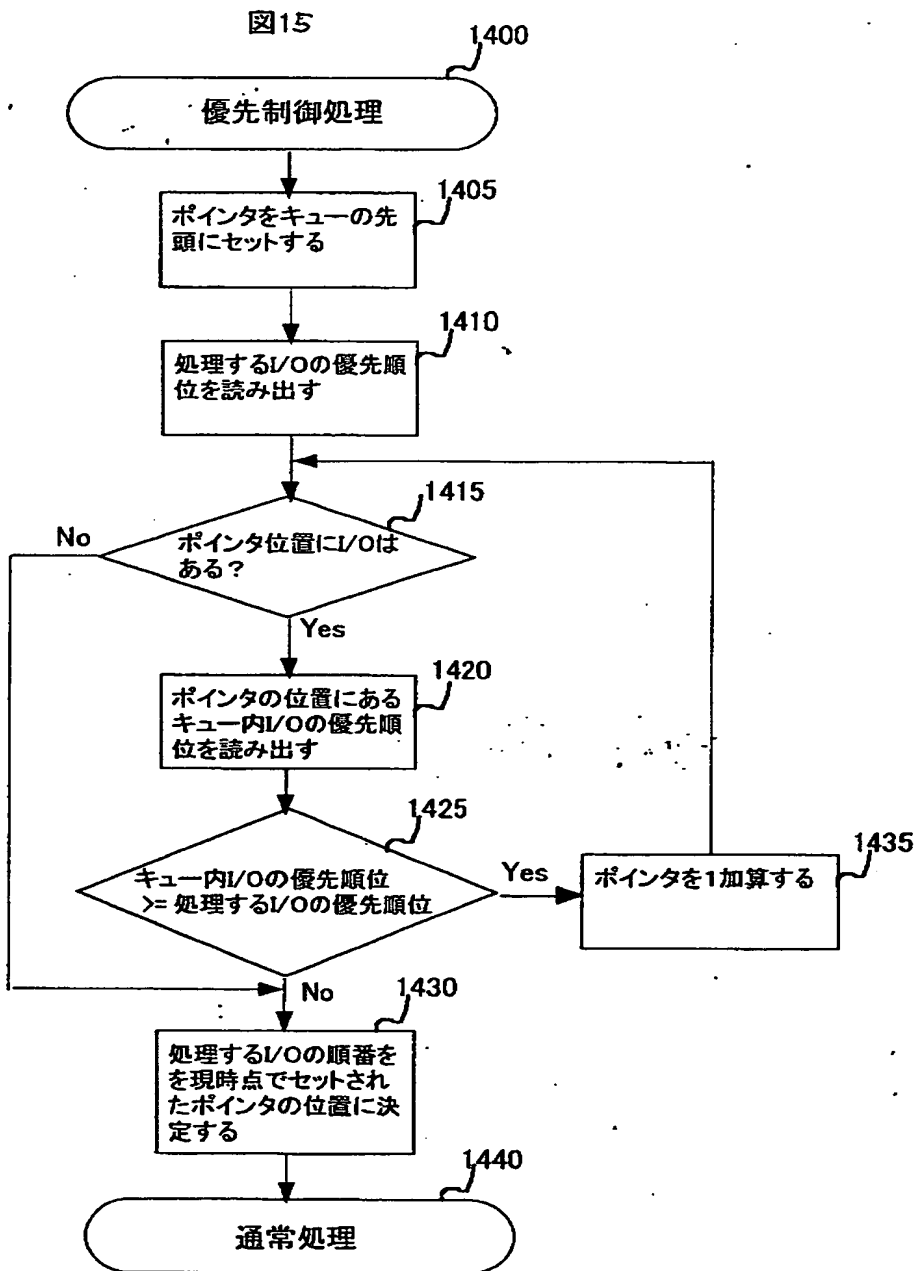 図15
1400
優先制御処理
1405
ポインタをキューの先
頭にセットする
1410
処理するI/Oの優先順
位を読み出す
1415
No
ポインタ位置にI/Oは
ある?
Yes
1420
ポインタの位置にある
キュー内I/Oの優先順
位を読み出す
1425
キュー内I/Oの優先順位
>= 処理するI/Oの優先順位
Yes
1435
ポインタを1加算する
No
1430
処理するI/Oの順番を
を現時点でセットされ
たポインタの位置に決
定する
1440
通常処理